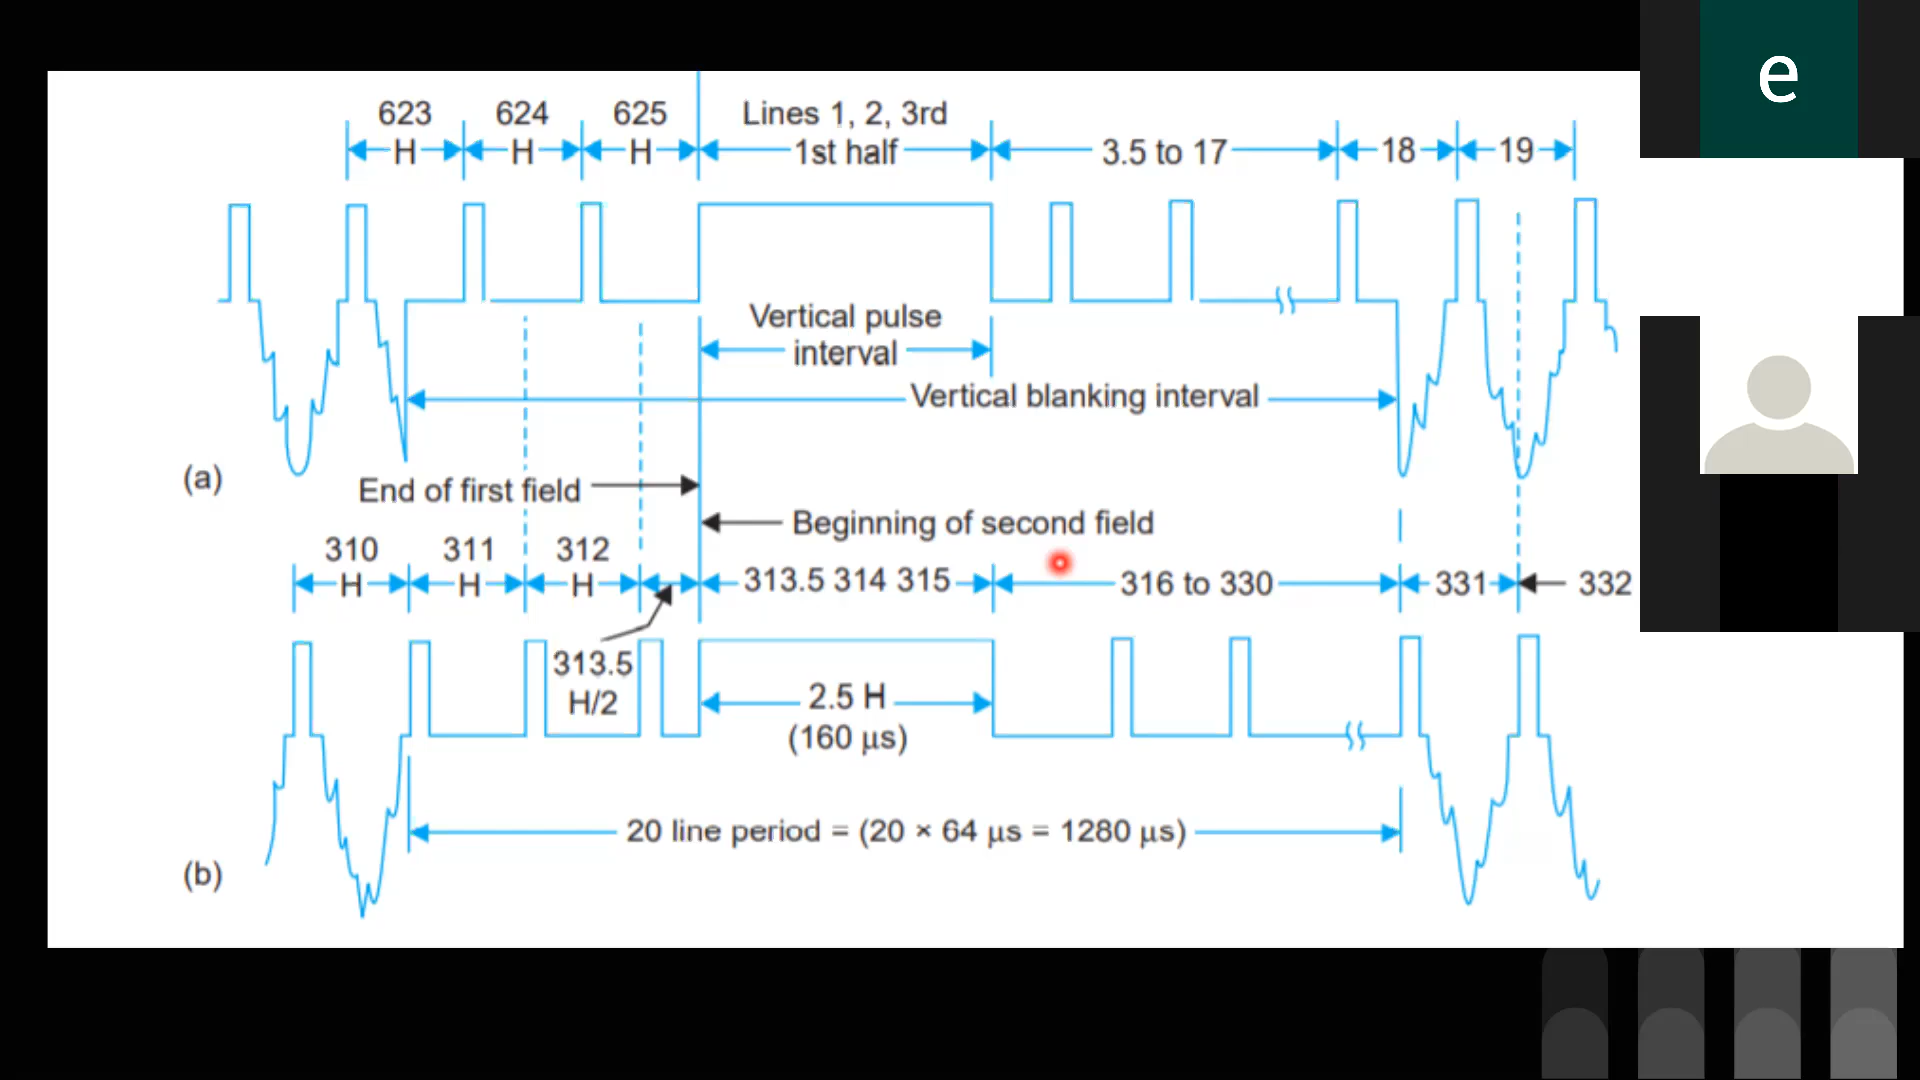 e
623 624 625 Lines 1, 2, 3rd
H H H 1st half 3.5 to 17 18 19
Vertical pulse
interval
Vertical blanking interval
(a)
End of first field
Beginning of second field
310 311 312
H H H 313.5 314 315 316 to 330 331 332
313.5
H/2
2.5 H
(160 μs)
20 line period = (20 × 64 μs = 1280 μs)
(b)